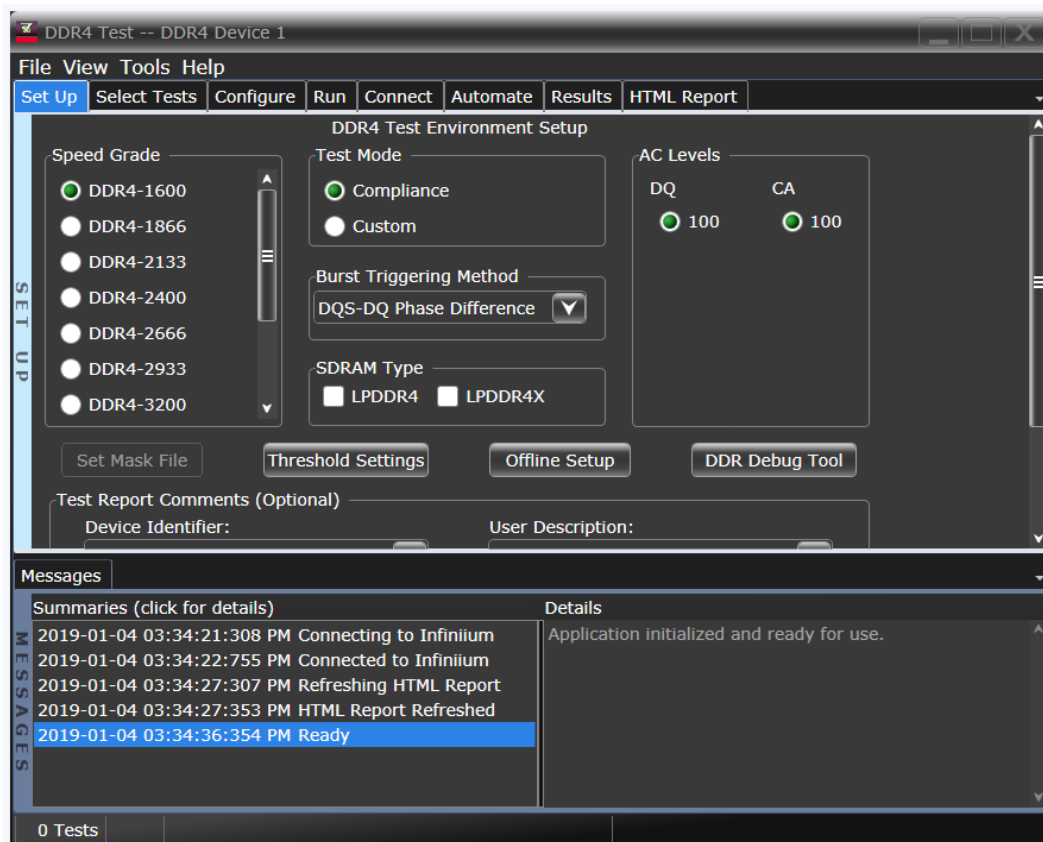 DDR4 Test -- DDR4 Device 1
File View Tools Help
Set Up Select Tests Configure Run Connect Automate Results HTML Report
DDR4 Test Environment Setup
SET UP
Speed Grade
DDR4-1600
DDR4-1866
DDR4-2133
DDR4-2400
DDR4-2666
DDR4-2933
DDR4-3200
Test Mode
Compliance
Custom
Burst Triggering Method
DQS-DQ Phase Difference
SDRAM Type
LPDDR4 LPDDR4X
AC Levels
DQ CA
100 100
Set Mask File Threshold Settings Offline Setup DDR Debug Tool
Test Report Comments (Optional)
Device Identifier: User Description:
Messages
MESSAGES
Summaries (click for details) Details
2019-01-04 03:34:21:308 PM Connecting to Infiniium
2019-01-04 03:34:22:755 PM Connected to Infiniium
2019-01-04 03:34:27:307 PM Refreshing HTML Report
2019-01-04 03:34:27:353 PM HTML Report Refreshed
2019-01-04 03:34:36:354 PM Ready
Application initialized and ready for use.
0 Tests